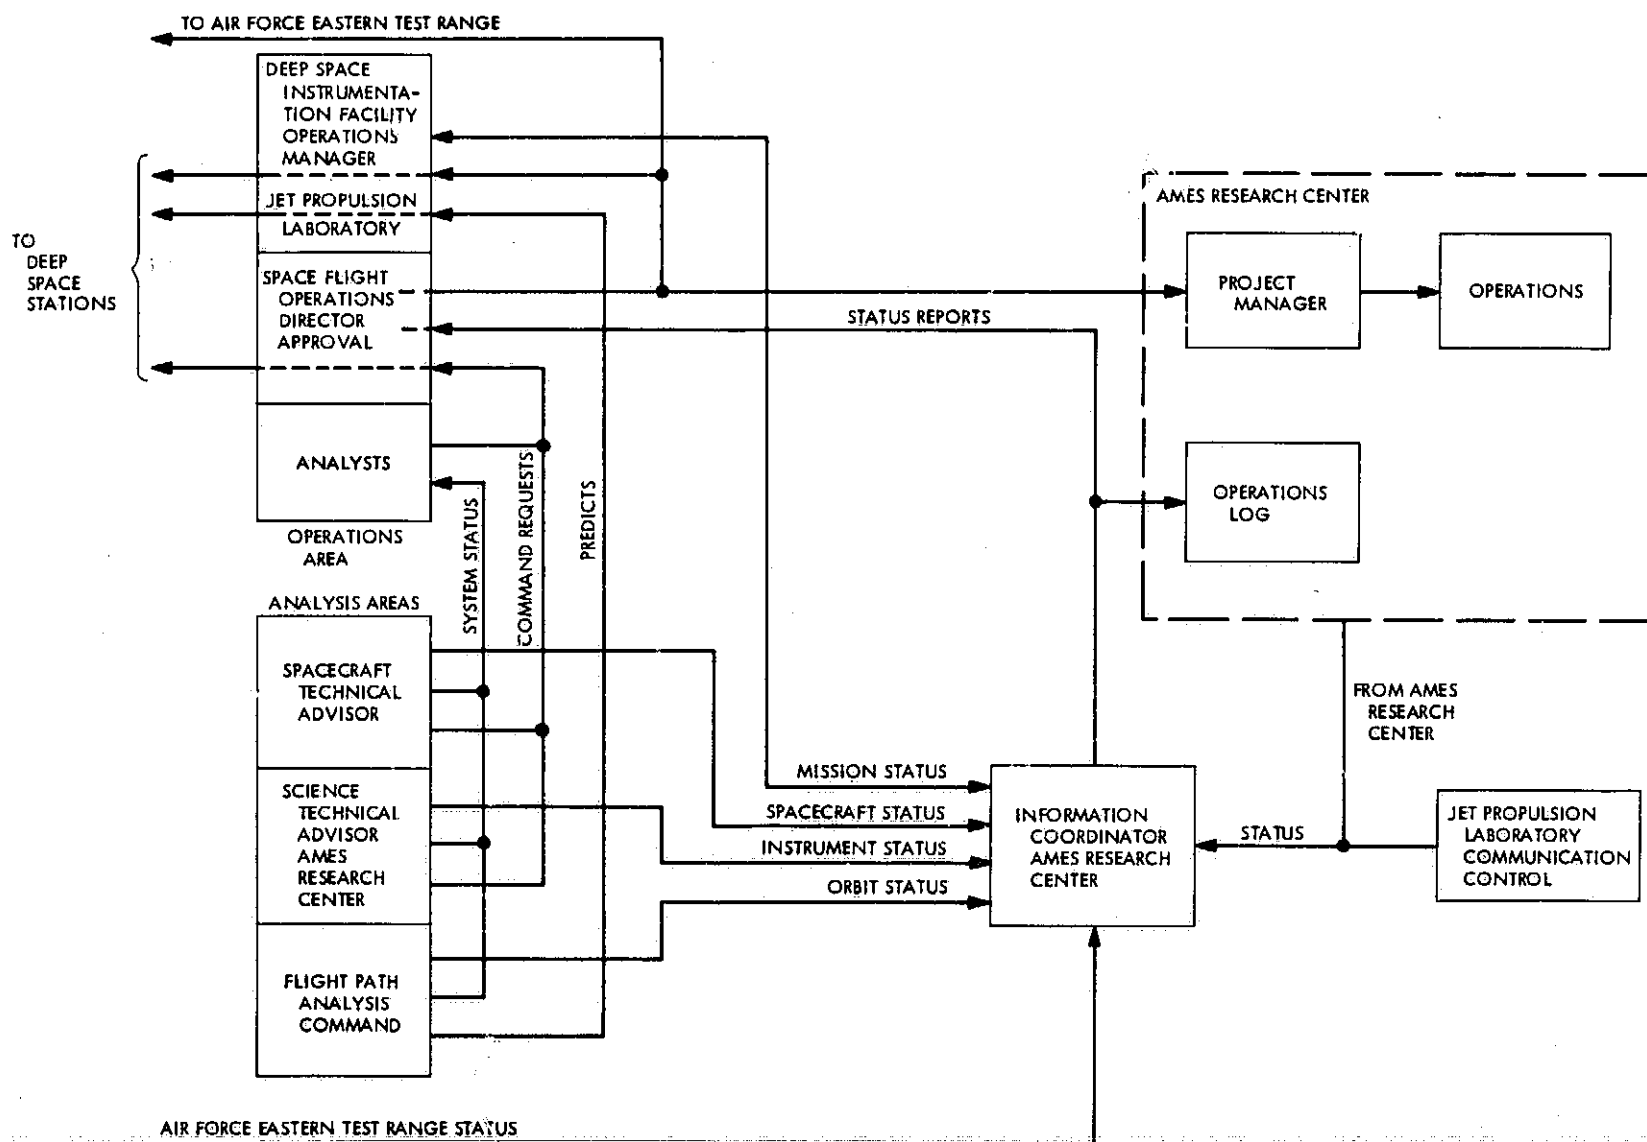 TO AIR FORCE EASTERN TEST RANGE
DEEP SPACE
INSTRUMENTA-
TION FACILITY
OPERATIONS
MANAGER
JET PROPULSION
LABORATORY
TO
DEEP
SPACE
STATIONS
SPACE FLIGHT
OPERATIONS
DIRECTOR
APPROVAL
ANALYSTS
OPERATIONS
AREA
SYSTEM STATUS
COMMAND REQUESTS
PREDICTS
STATUS REPORTS
AMES RESEARCH CENTER
PROJECT
MANAGER
OPERATIONS
OPERATIONS
LOG
ANALYSIS AREAS
SPACECRAFT
TECHNICAL
ADVISOR
SCIENCE
TECHNICAL
ADVISOR
AMES
RESEARCH
CENTER
FLIGHT PATH
ANALYSIS
COMMAND
MISSION STATUS
SPACECRAFT STATUS
INSTRUMENT STATUS
ORBIT STATUS
INFORMATION
COORDINATOR
AMES RESEARCH
CENTER
STATUS
FROM AMES
RESEARCH
CENTER
JET PROPULSION
LABORATORY
COMMUNICATION
CONTROL
AIR FORCE EASTERN TEST RANGE STATUS